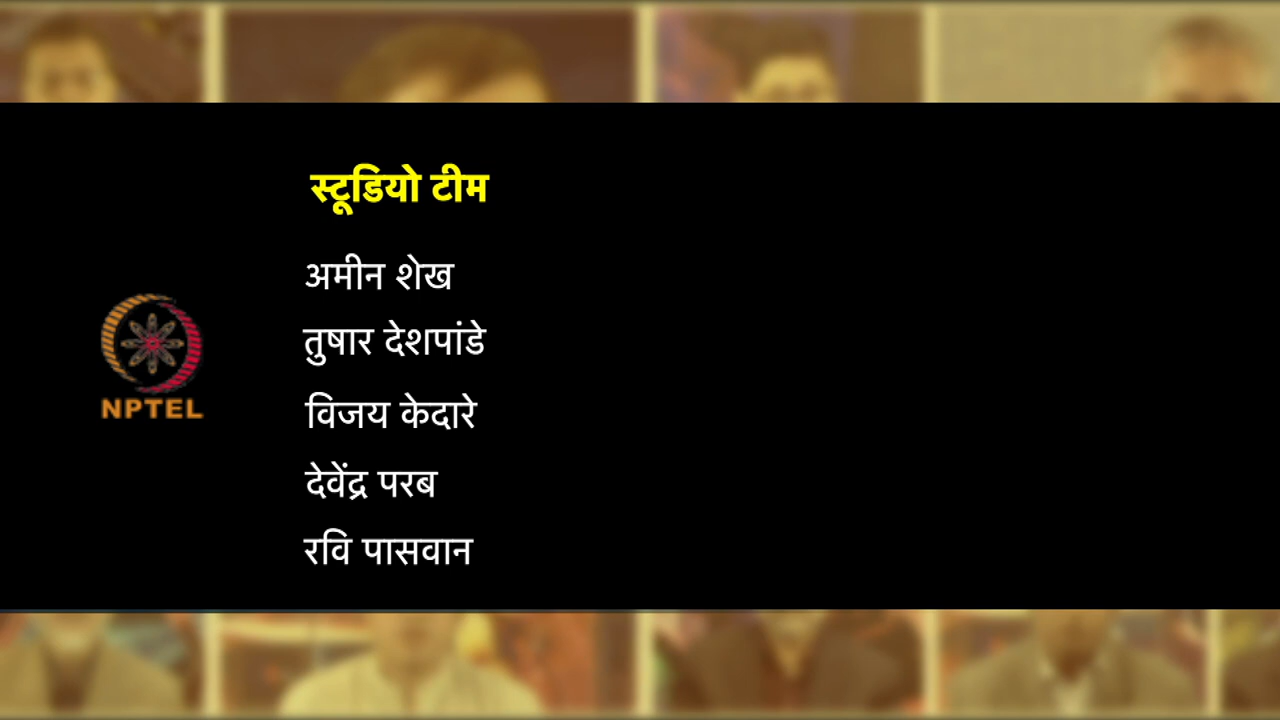 स्टूडियो टीम
अमीन शेख
तुषार देशपांडे
विजय केदारे
देवेंद्र परब
रवि पासवान
NPTEL